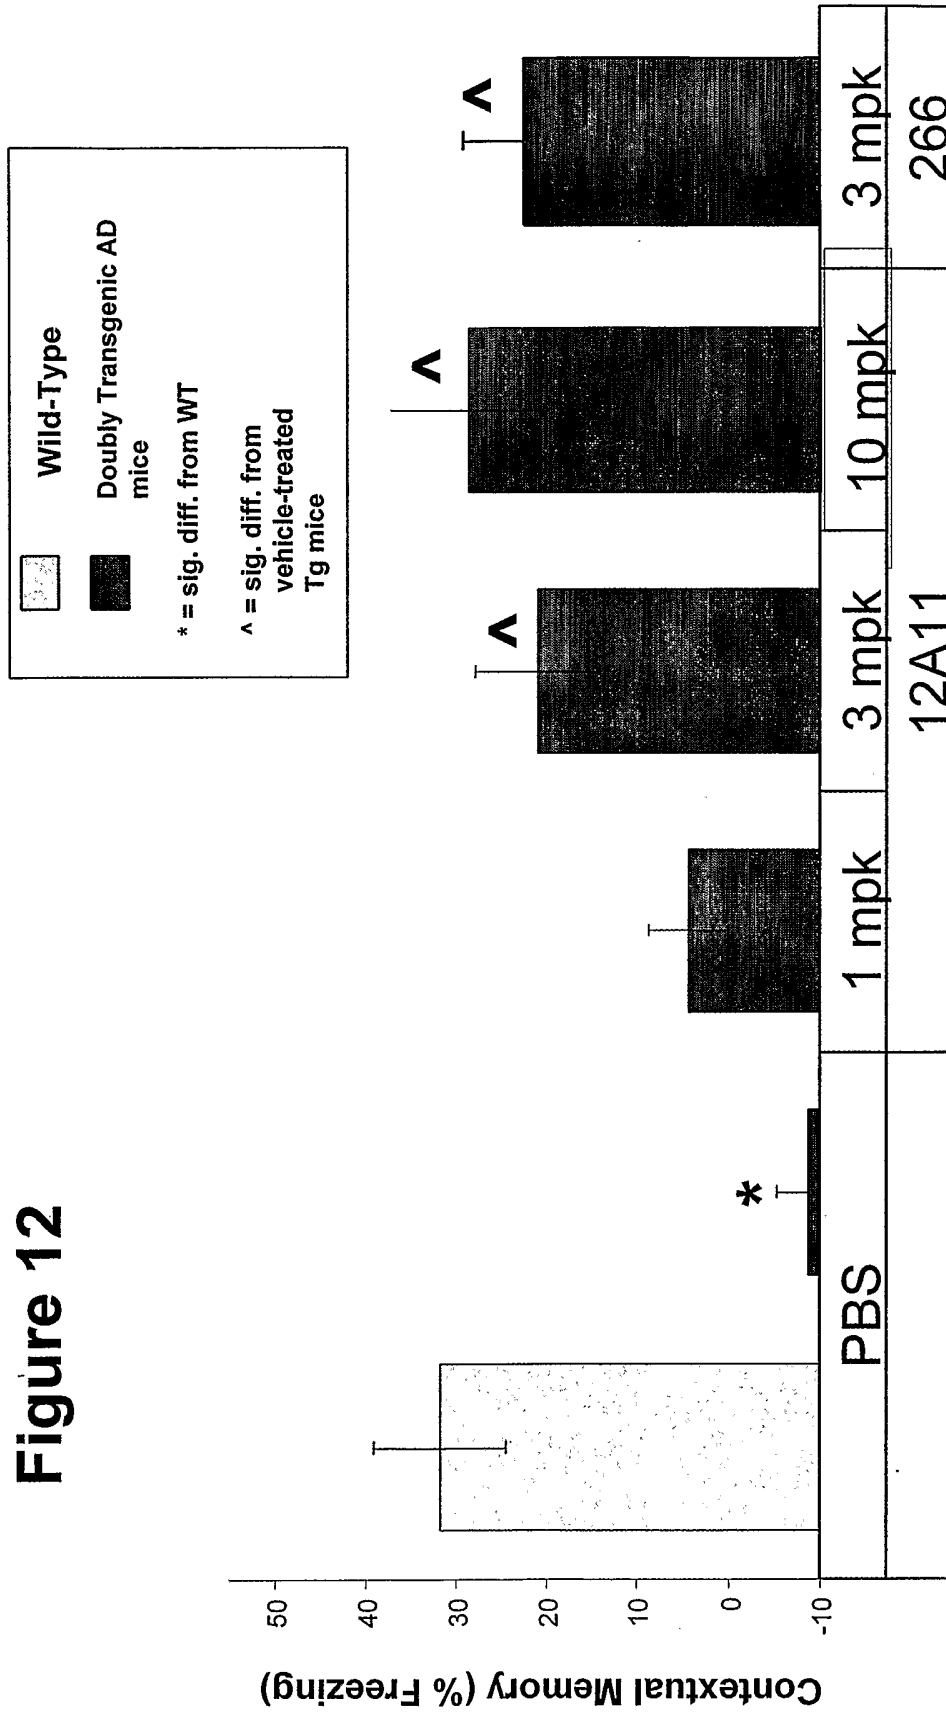 Figure 12
Wild-Type
Doubly Transgenic AD
mice
* = sig. diff. from WT
^ = sig. diff. from
vehicle-treated
Tg mice
Contextual Memory (% Freezing)
50
40
30
20
10
0
-10
*
^
^
^
PBS
1 mpk
3 mpk
10 mpk
3 mpk
12A11
266